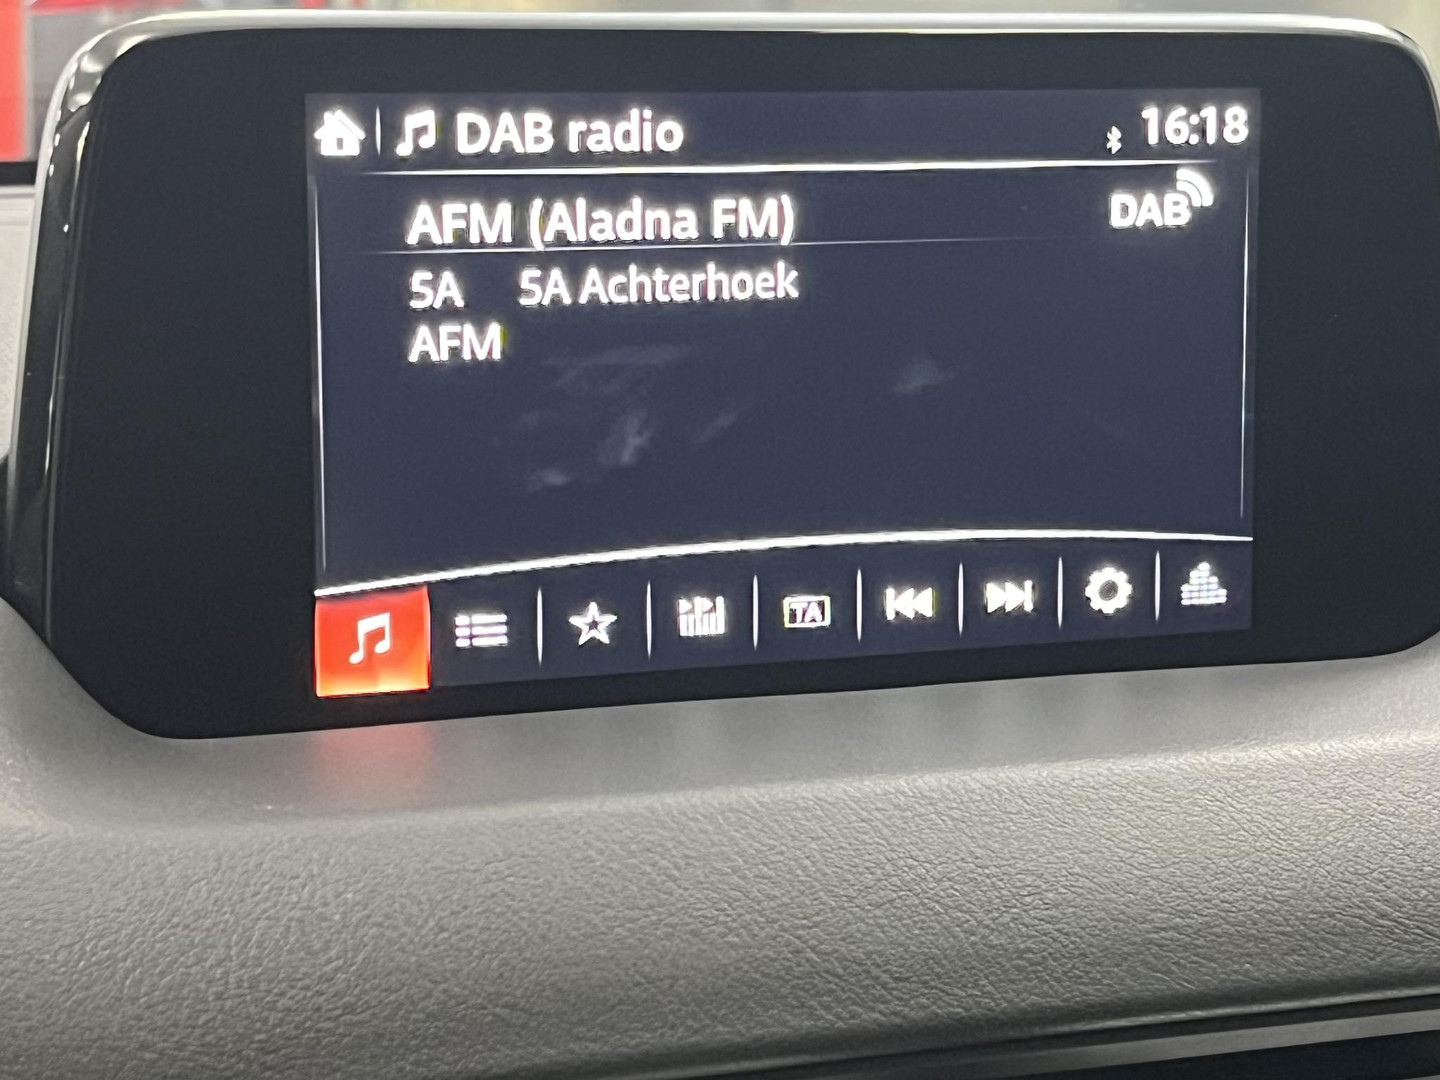 DAB radio 16:18
AFM (Aladna FM) DAB
5A 5A Achterhoek
AFM
TA